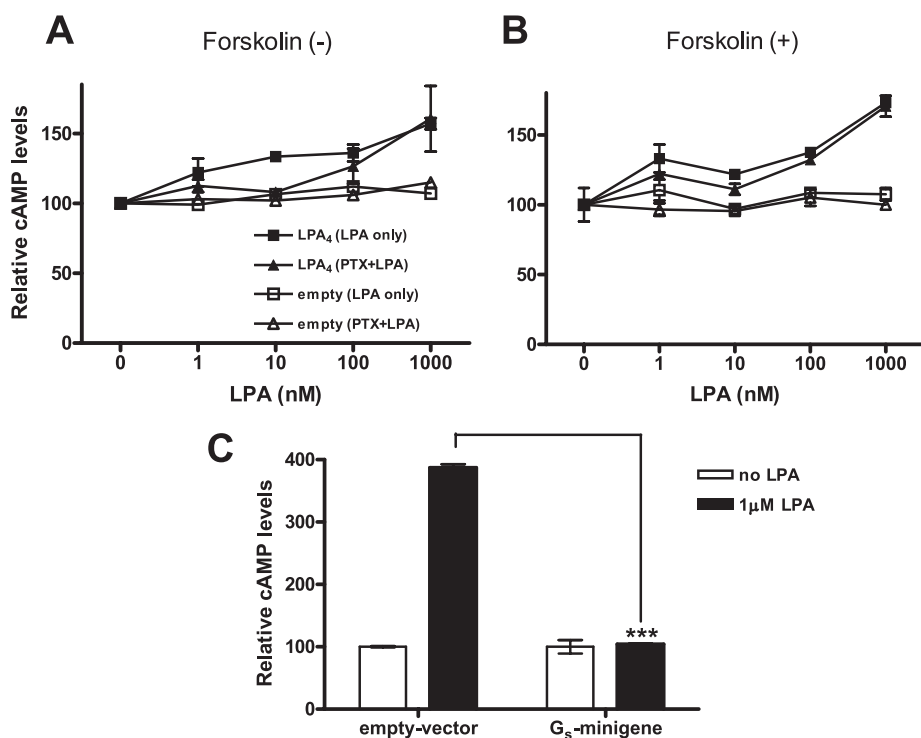 A
Forskolin (-)
B
Forskolin (+)
Relative cAMP levels
150
100
50
0
LPA₄ (LPA only)
LPA₄ (PTX+LPA)
empty (LPA only)
empty (PTX+LPA)
0 1 10 100 1000
LPA (nM)
150
100
50
0
0 1 10 100 1000
LPA (nM)
C
Relative cAMP levels
400
300
200
100
0
***
no LPA
1µM LPA
empty-vector
Gₛ-minigene